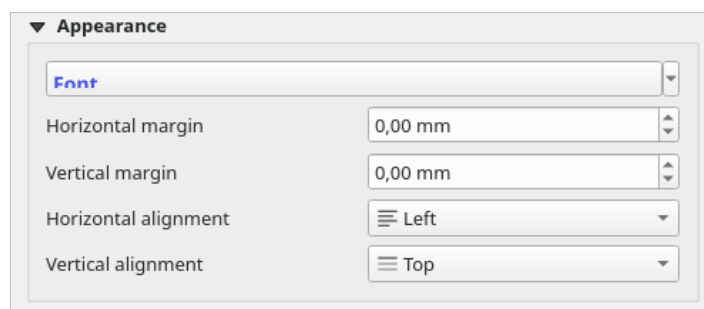 Appearance
Font
Horizontal margin 0,00 mm
Vertical margin 0,00 mm
Horizontal alignment Left
Vertical alignment Top